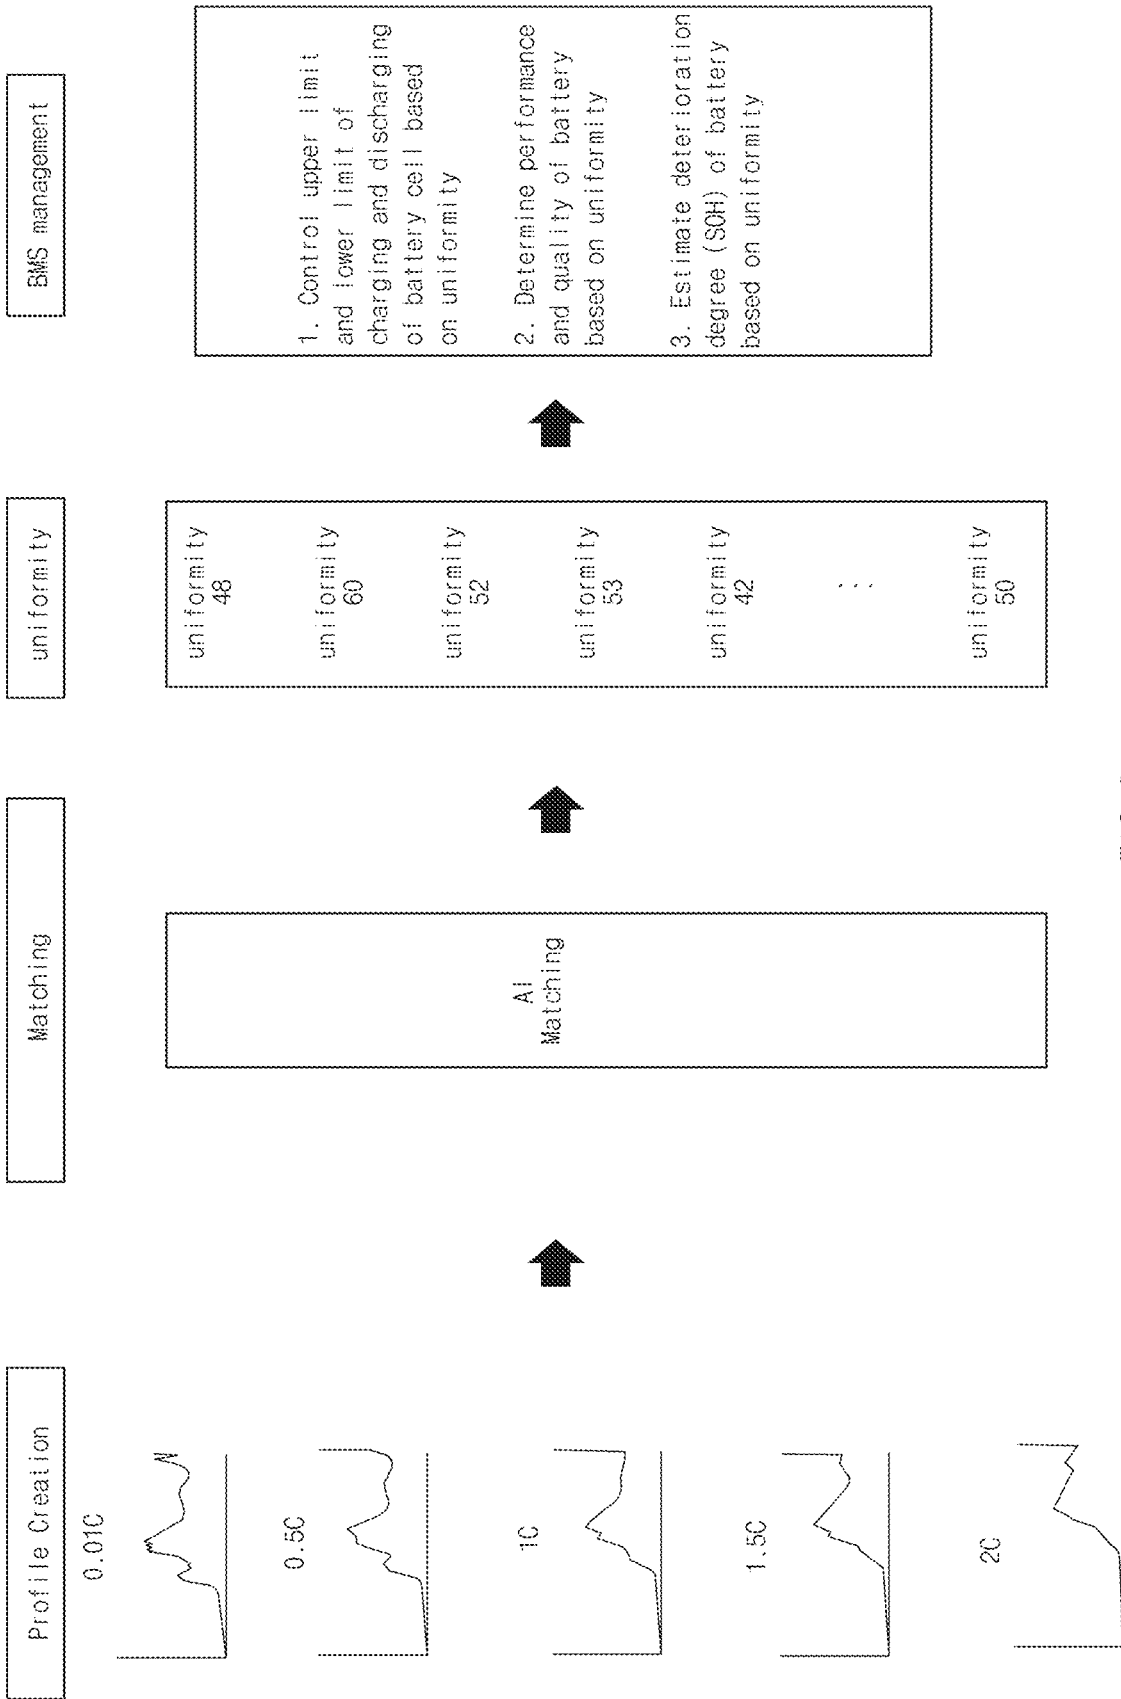 Profile Creation
Matching
uniformity
BMS management
0.01C
0.5C
1C
1.5C
2C
AI
Matching
uniformity
48
uniformity
60
uniformity
52
uniformity
53
uniformity
42
...
uniformity
50
1. Control upper limit
and lower limit of
charging and discharging
of battery cell based
on uniformity
2. Determine performance
and quality of battery
based on uniformity
3. Estimate deterioration
degree (SOH) of battery
based on uniformity